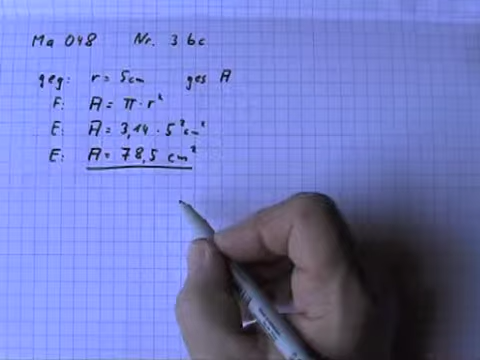 Ma 048 Nr. 3 bc
geg: r = 5cm ges A
F: A = π · r²
E: A = 3,14 · 5² cm²
E: A = 78,5 cm²